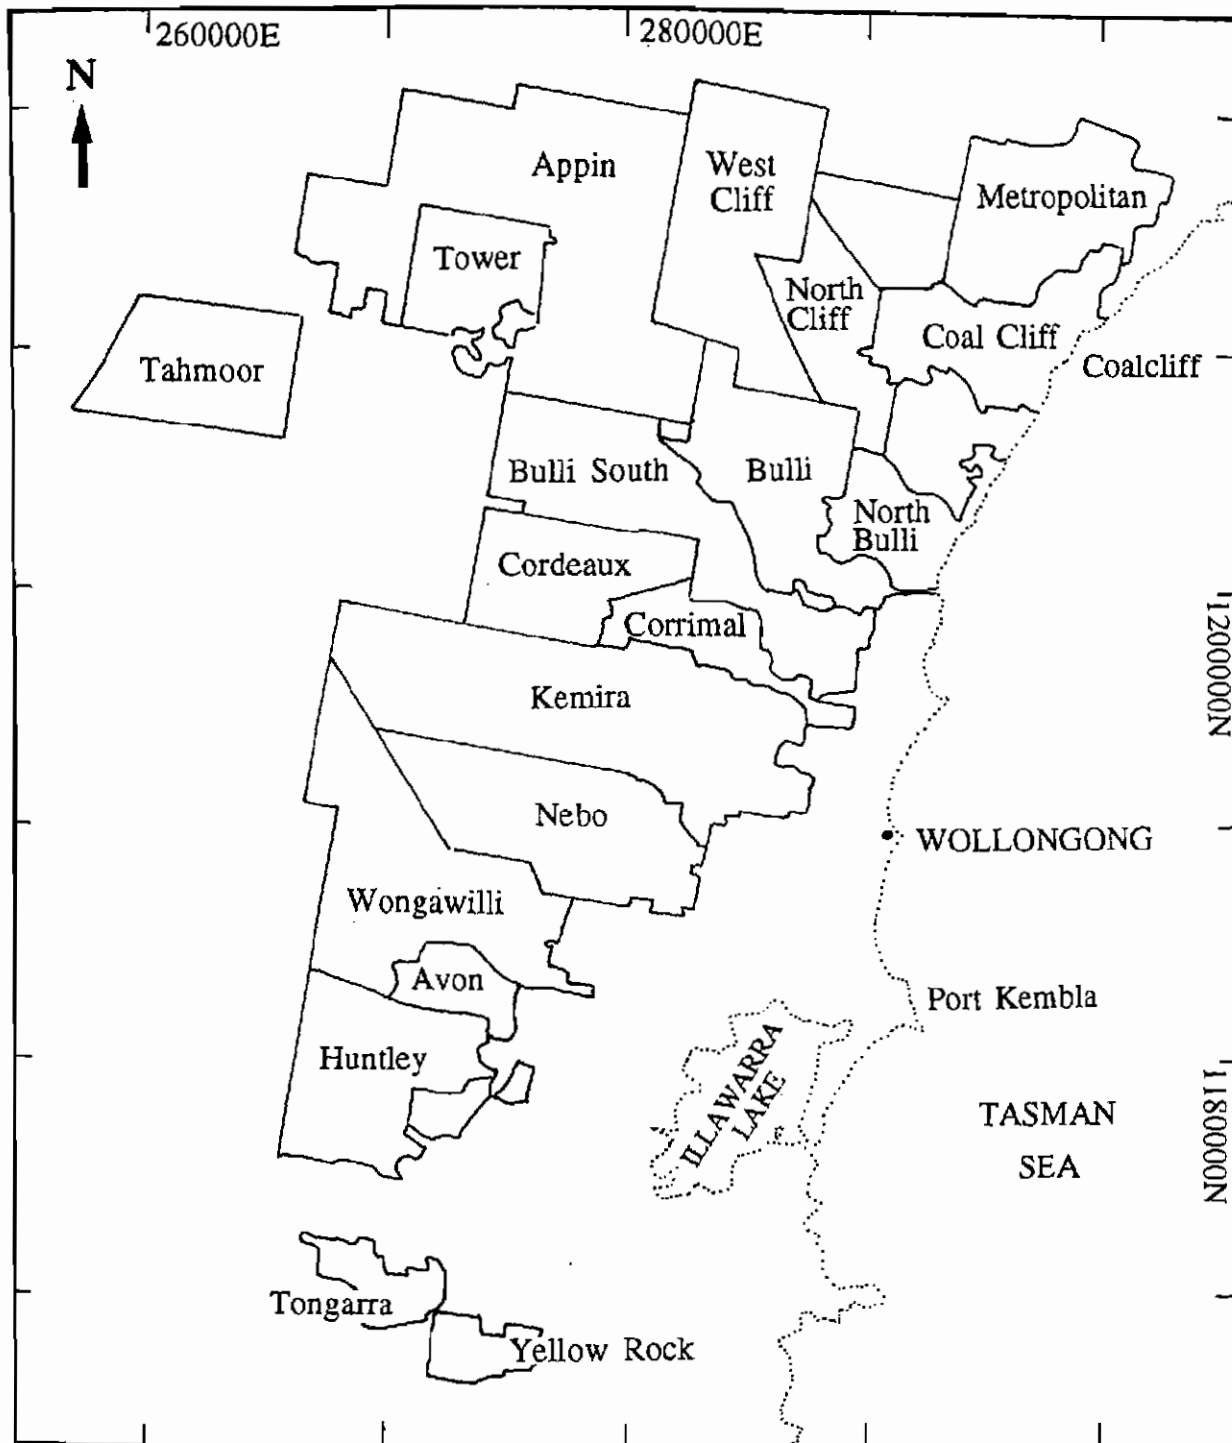 260000E
280000E
N
Appin
West
Cliff
Metropolitan
Tower
North
Cliff
Coal Cliff
Coalcliff
Tahmoor
Bulli South
Bulli
North
Bulli
Cordeaux
Corrimal
1200000N
Kemira
Nebo
WOLLONGONG
Wongawilli
Avon
Port Kembla
Huntley
ILLAWARRA
LAKE
TASMAN
SEA
1180000N
Tongarra
Yellow Rock